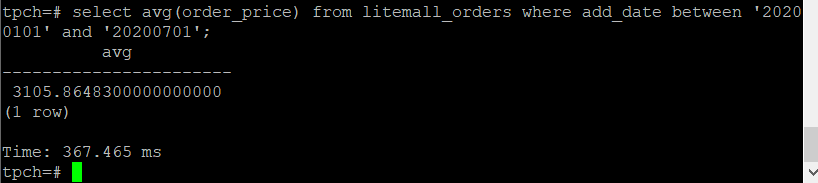 tpch=# select avg(order_price) from litemall_orders where add_date between '2020
0101' and '20200701';
avg
-----------------------
3105.8648300000000000
(1 row)
Time: 367.465 ms
tpch=#